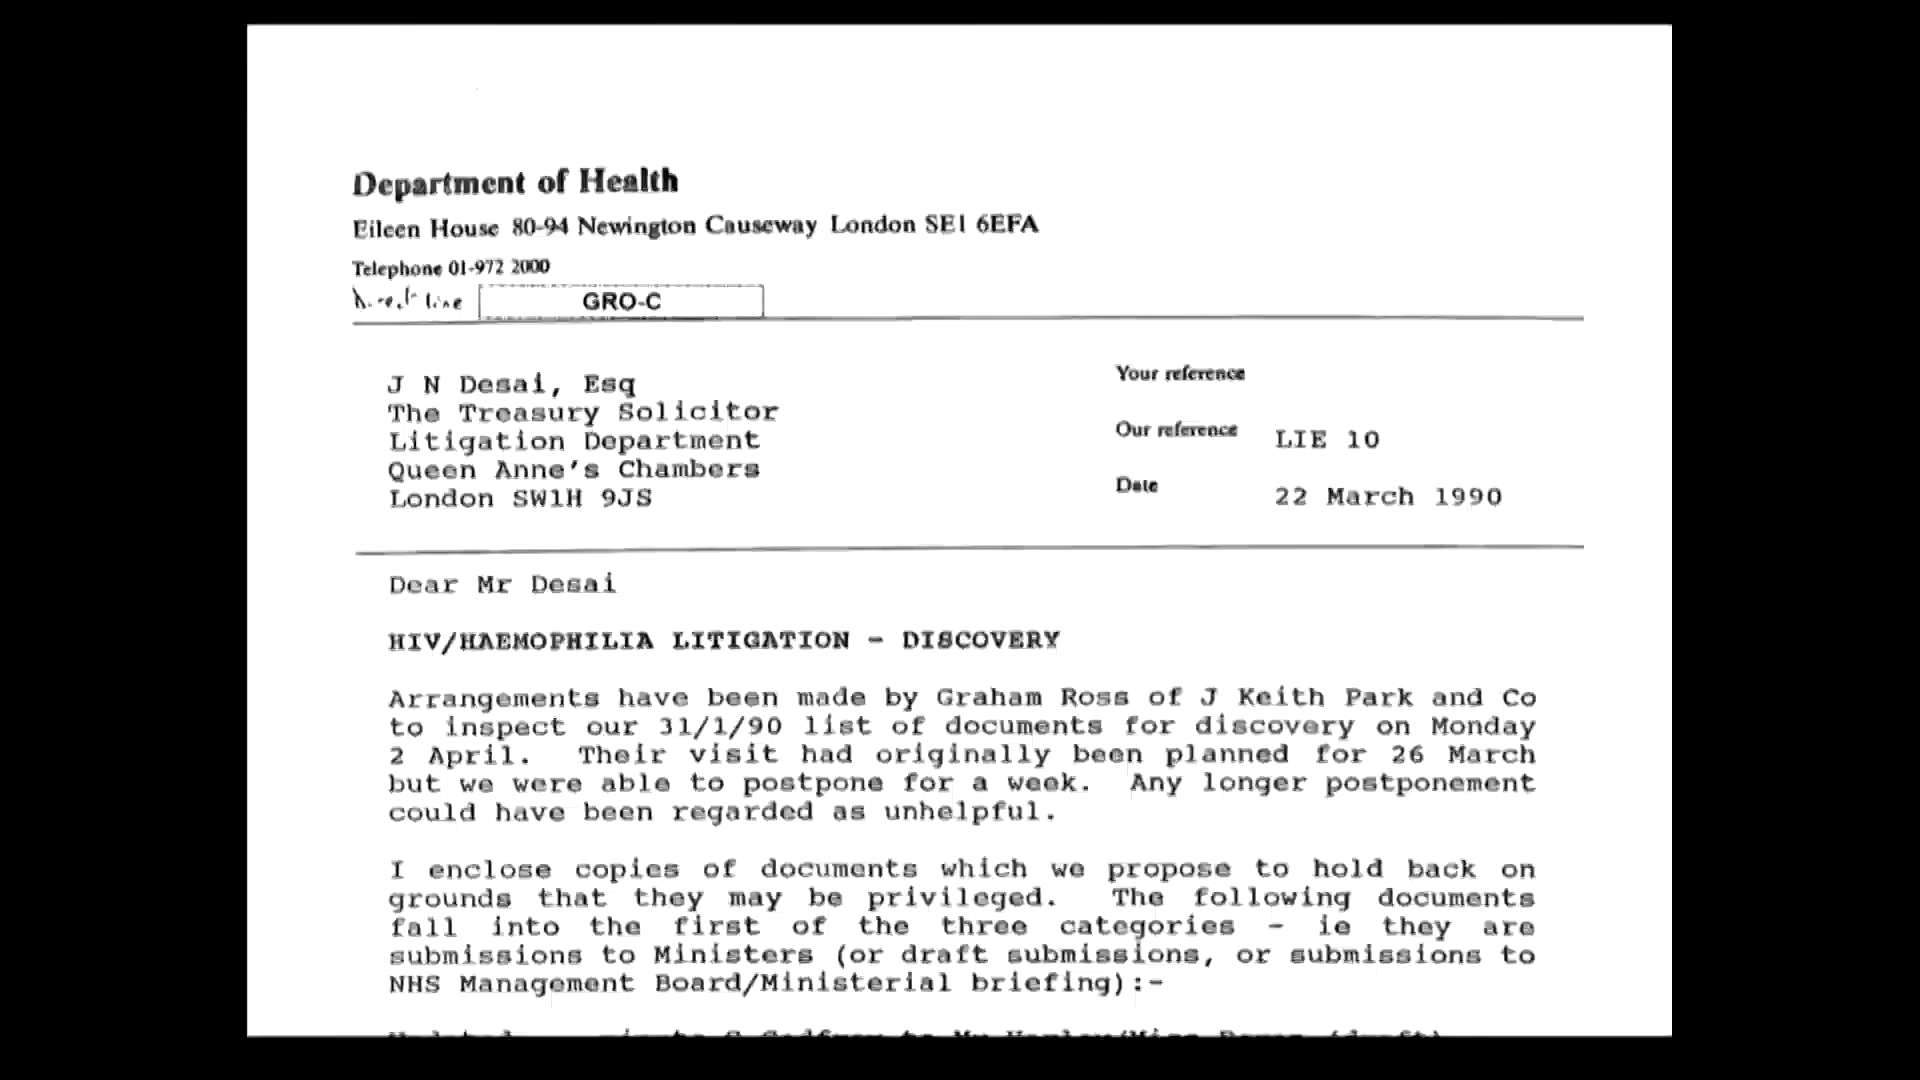 Department of Health
Eileen House 80-94 Newington Causeway London SE1 6EFA
Telephone 01-972 2000
direct line GRO-C
J N Desai, Esq
The Treasury Solicitor
Litigation Department
Queen Anne's Chambers
London SW1H 9JS
Your reference
Our reference LIE 10
Date 22 March 1990
Dear Mr Desai
HIV/HAEMOPHILIA LITIGATION - DISCOVERY
Arrangements have been made by Graham Ross of J Keith Park and Co
to inspect our 31/1/90 list of documents for discovery on Monday
2 April. Their visit had originally been planned for 26 March
but we were able to postpone for a week. Any longer postponement
could have been regarded as unhelpful.
I enclose copies of documents which we propose to hold back on
grounds that they may be privileged. The following documents
fall into the first of the three categories - ie they are
submissions to Ministers (or draft submissions, or submissions to
NHS Management Board/Ministerial briefing):-